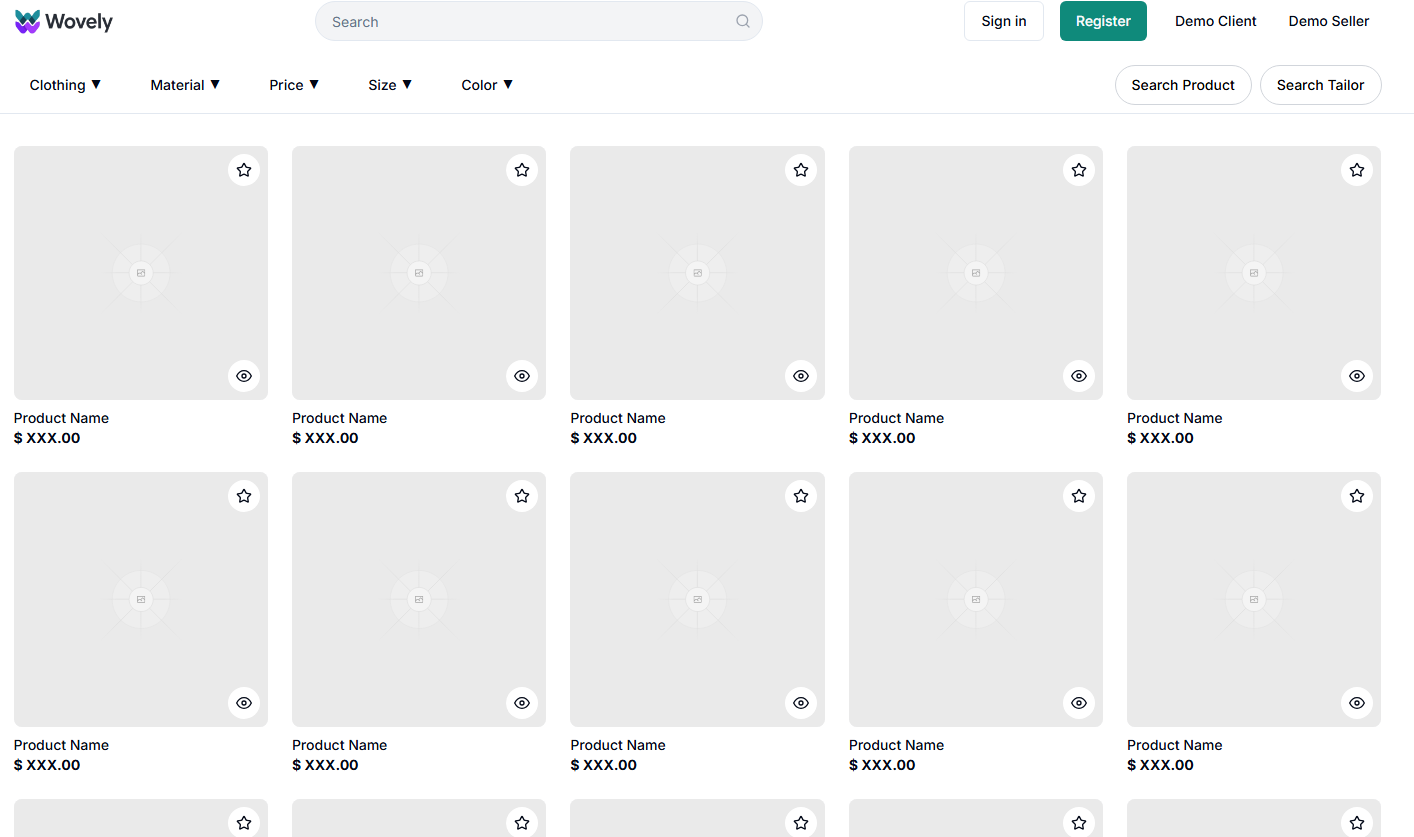 Wovely Search Sign in Register Demo Client Demo Seller
Clothing ▼ Material ▼ Price ▼ Size ▼ Color ▼ Search Product Search Tailor
Product Name Product Name Product Name Product Name Product Name
$ XXX.00 $ XXX.00 $ XXX.00 $ XXX.00 $ XXX.00
Product Name Product Name Product Name Product Name Product Name
$ XXX.00 $ XXX.00 $ XXX.00 $ XXX.00 $ XXX.00